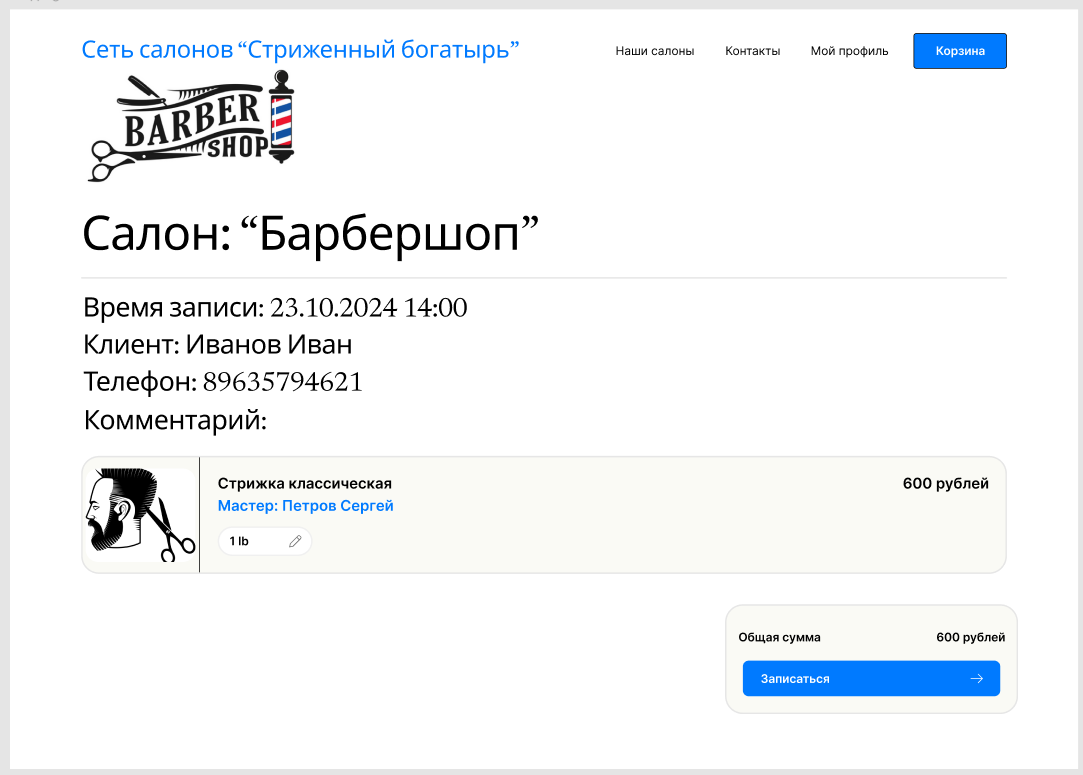 Сеть салонов “Стриженный богатырь”
Наши салоны
Контакты
Мой профиль
Корзина
BARBER
SHOP
Салон: “Барбершоп”
Время записи: 23.10.2024 14:00
Клиент: Иванов Иван
Телефон: 89635794621
Комментарий:
Стрижка классическая
600 рублей
Мастер: Петров Сергей
1 lb
Общая сумма
600 рублей
Записаться